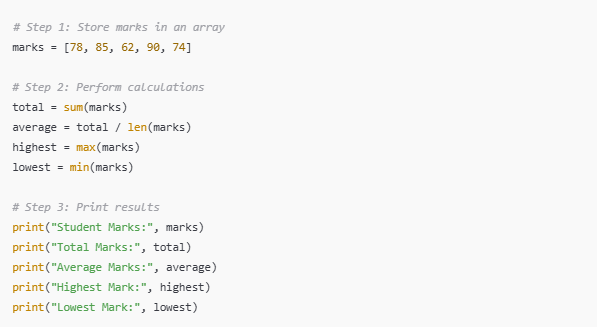 # Step 1: Store marks in an array
marks = [78, 85, 62, 90, 74]
# Step 2: Perform calculations
total = sum(marks)
average = total / len(marks)
highest = max(marks)
lowest = min(marks)
# Step 3: Print results
print("Student Marks:", marks)
print("Total Marks:", total)
print("Average Marks:", average)
print("Highest Mark:", highest)
print("Lowest Mark:", lowest)